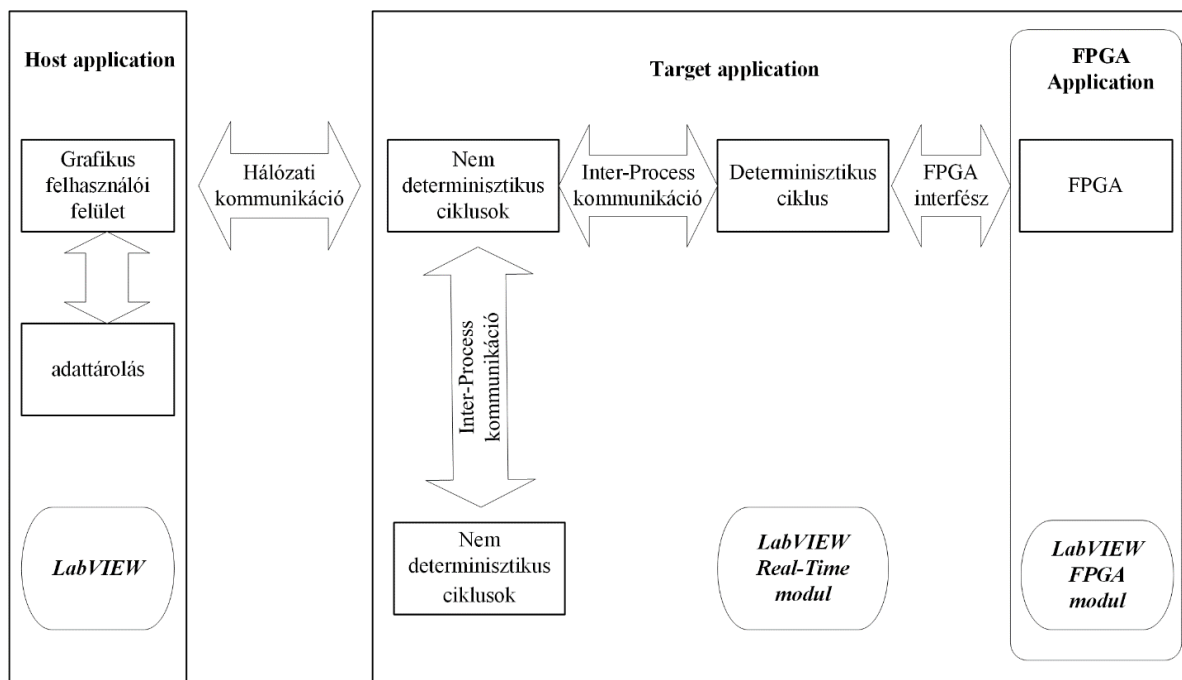 Host application
Grafikus
felhasználói
felület
adattárolás
LabVIEW
Hálózati
kommunikáció
Target application
Nem
determinisztikus
ciklusok
Inter-Process
kommunikáció
Determinisztikus
ciklus
FPGA
interfész
Inter-Process
kommunikáció
Nem
determinisztikus
ciklusok
LabVIEW
Real-Time
modul
FPGA
Application
FPGA
LabVIEW
FPGA
modul